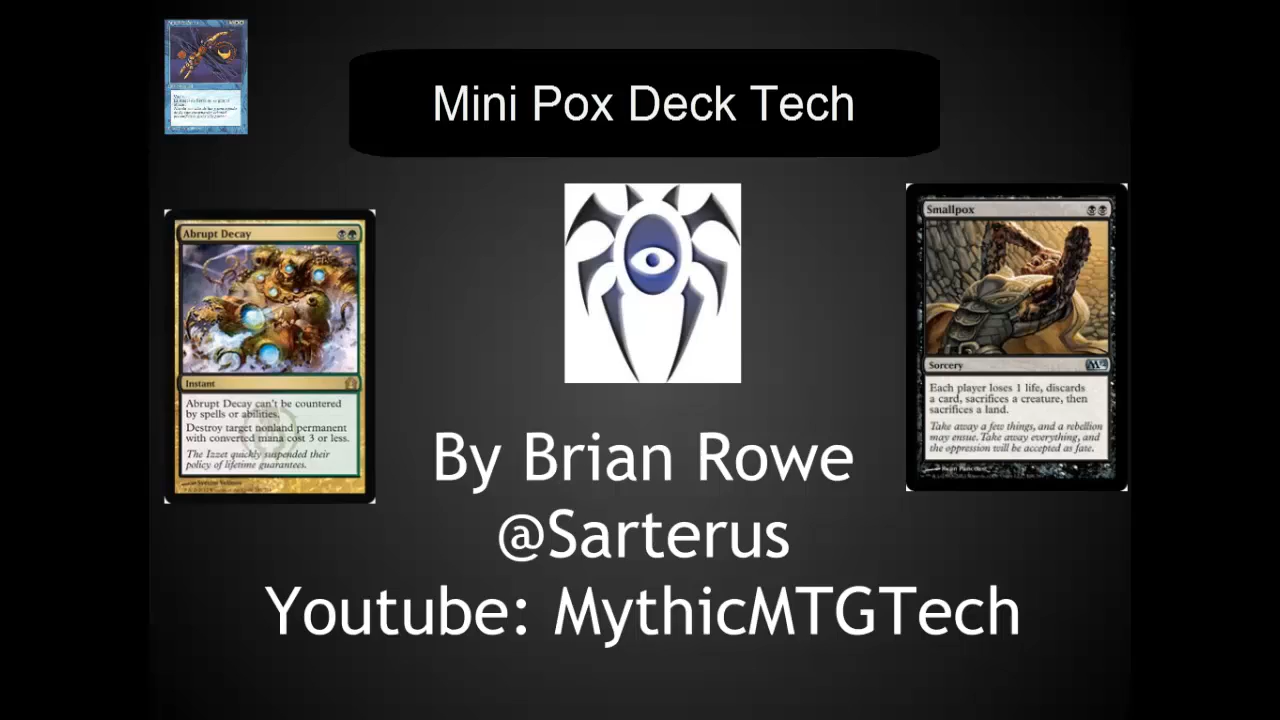 Mini Pox Deck Tech
Abrupt Decay
Instant
Abrupt Decay can't be countered
by spells or abilities.
Destroy target nonland permanent
with converted mana cost 3 or less.
The Izzet quickly suspended their
policy of lifetime guarantees.
Smallpox
Sorcery
Each player loses 1 life, discards
a card, sacrifices a creature, then
sacrifices a land.
Take away a few things, and a rebellion
may ensue. Take away everything, and
the oppression will be accepted as fate.
By Brian Rowe
@Sarterus
Youtube: MythicMTGTech